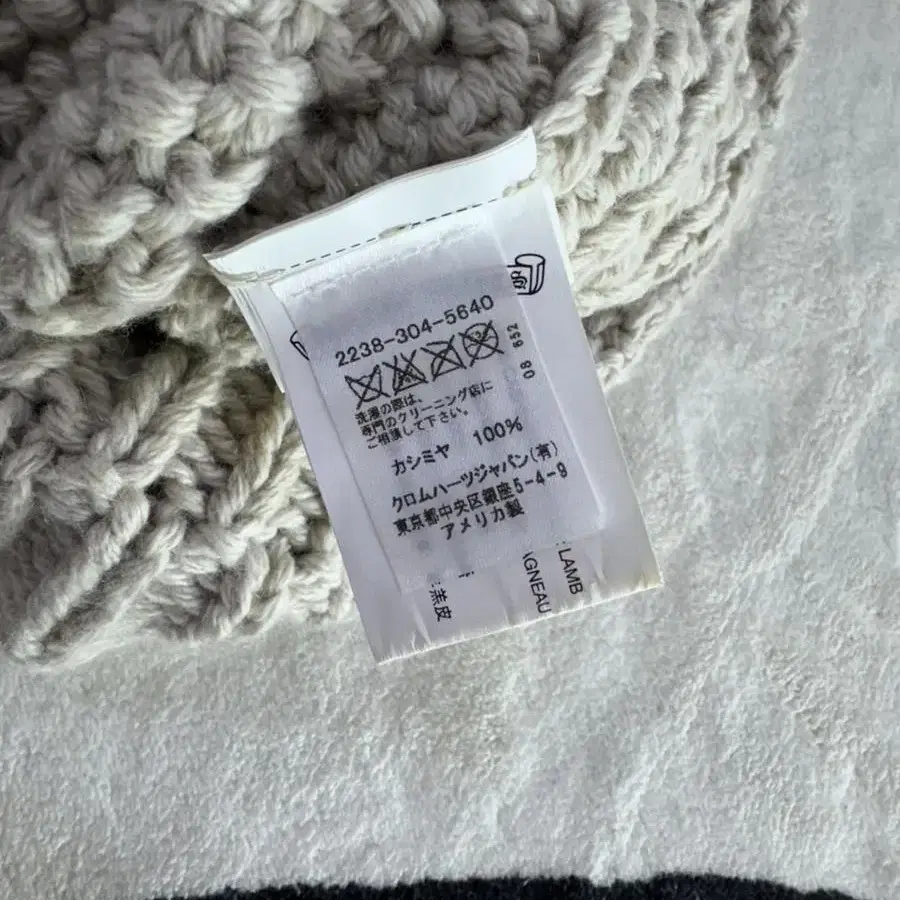 2238-304-5640
08 652
洗濯の際は、
専門のクリーニング店に
ご相談して下さい。
カシミヤ 100%
クロムハーツジャパン(有)
東京都中央区銀座5-4-9
アメリカ製
LAMB
AGNEAU
羔皮